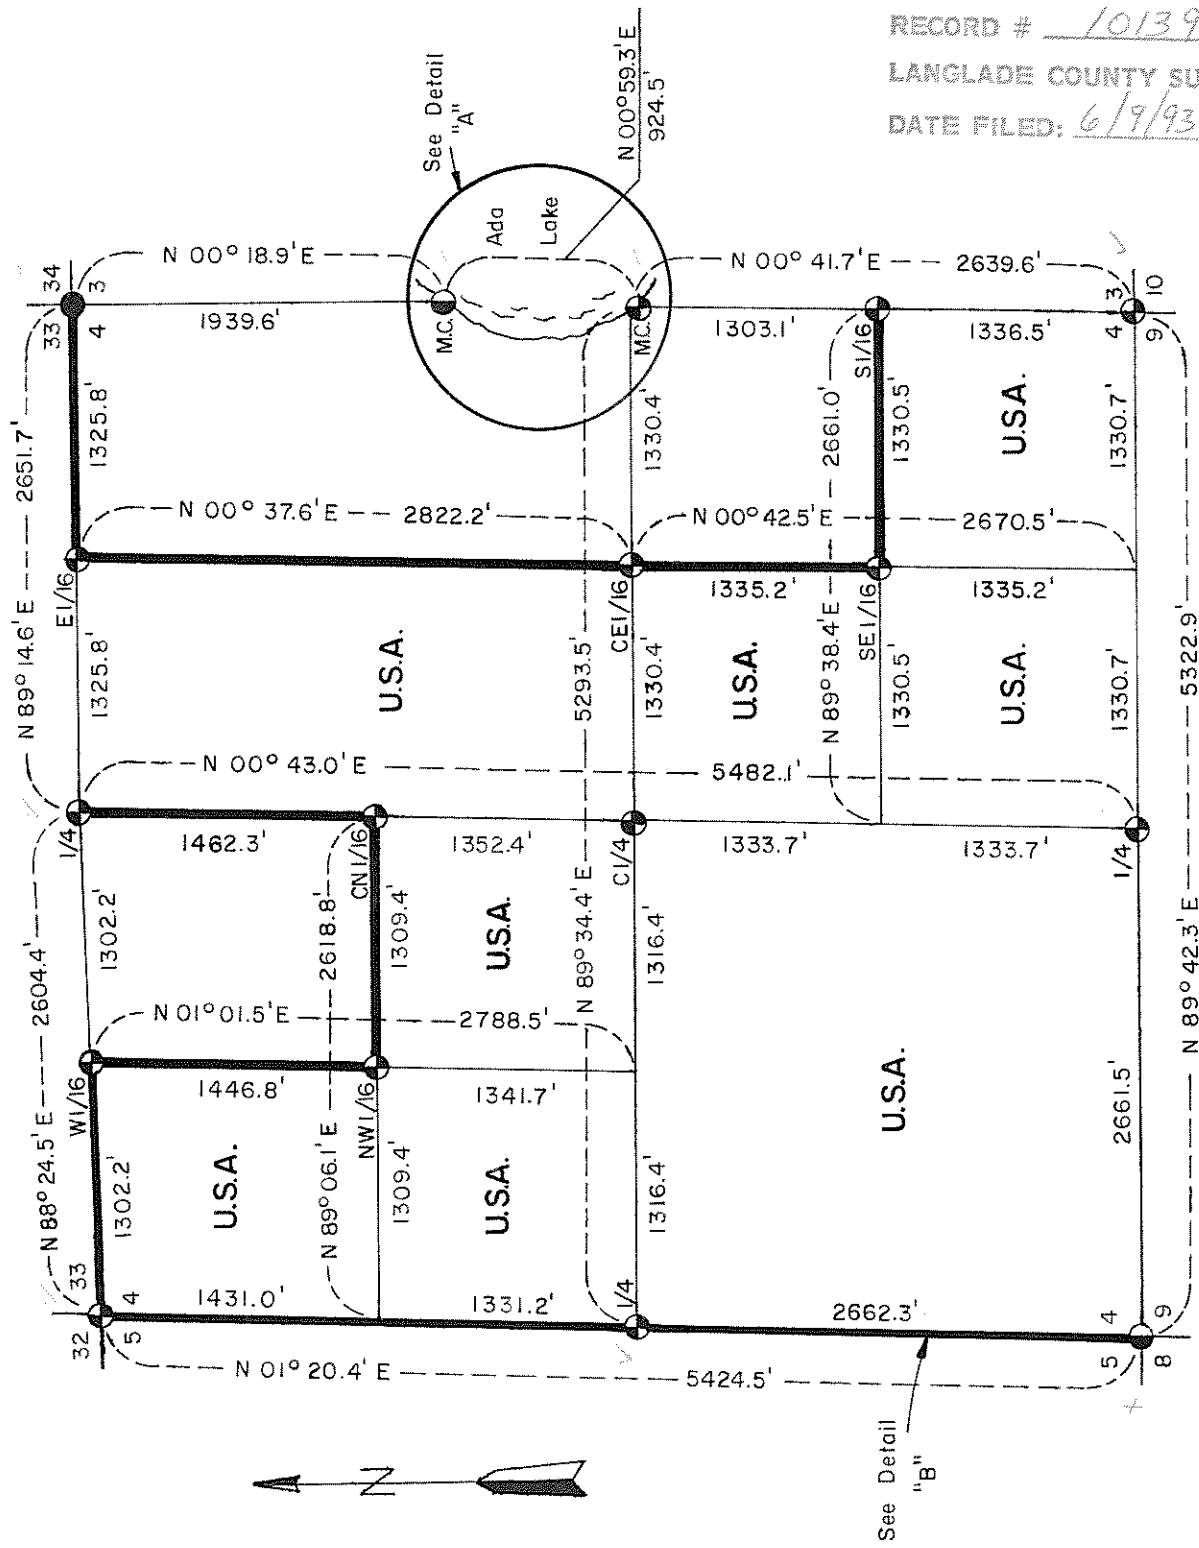 RECORD # 10139
LANGLADE COUNTY SU
DATE FILED: 6/9/93
See Detail
"A"
N 00°59.3'E
924.5'
Ada
Lake
N 89°14.6'E
2651.7'
N 88°24.5'E
2604.4'
32
33
5
4
W1/16
1302.2'
1302.2'
1/4
1325.8'
E1/16
1325.8'
33
34
4
3
N 00°18.9'E
1939.6'
M.C.
M.C.
N 00°41.7'E
2639.6'
1303.1'
S1/16
1336.5'
4
3
9
10
N 00°37.6'E
2822.2'
N 00°42.5'E
2670.5'
N 00°43.0'E
5482.1'
N 01°01.5'E
2788.5'
N 01°20.4'E
5424.5'
1431.0'
U.S.A.
1446.8'
1462.3'
U.S.A.
N 89°06.1'E
2618.8'
NW1/16
CN1/16
1309.4'
1309.4'
1331.2'
U.S.A.
1341.7'
U.S.A.
1352.4'
N 89°34.4'E
5293.5'
1/4
1316.4'
1316.4'
C1/4
1330.4'
CE1/16
1330.4'
2662.3'
U.S.A.
1333.7'
U.S.A.
1335.2'
N 89°38.4'E
2661.0'
SE1/16
1330.5'
1330.5'
1333.7'
U.S.A.
1335.2'
U.S.A.
5
4
8
9
2661.5'
1/4
1330.7'
1330.7'
N 89°42.3'E
5322.9'
See Detail
"B"
N